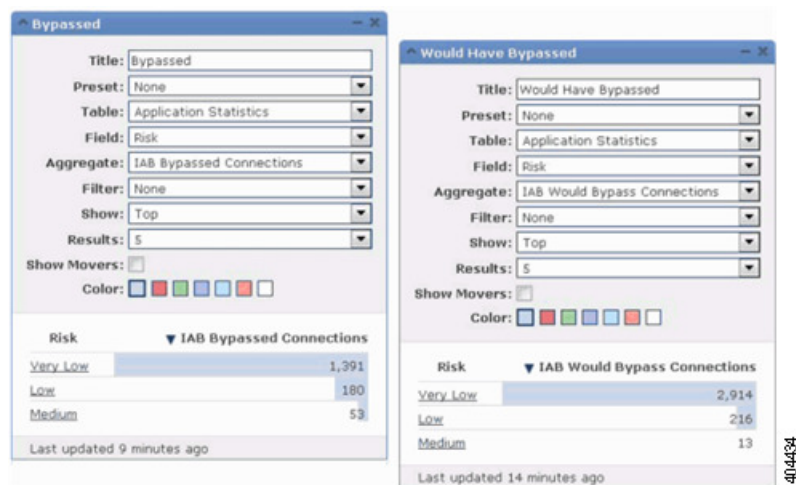 Bypassed
Title: Bypassed
Preset: None
Table: Application Statistics
Field: Risk
Aggregate: IAB Bypassed Connections
Filter: None
Show: Top
Results: 5
Show Movers:
Color:
Risk IAB Bypassed Connections
Very Low 1,391
Low 180
Medium 53
Last updated 9 minutes ago
Would Have Bypassed
Title: Would Have Bypassed
Preset: None
Table: Application Statistics
Field: Risk
Aggregate: IAB Would Bypass Connections
Filter: None
Show: Top
Results: 5
Show Movers:
Color:
Risk IAB Would Bypass Connections
Very Low 2,914
Low 216
Medium 13
Last updated 14 minutes ago
404434